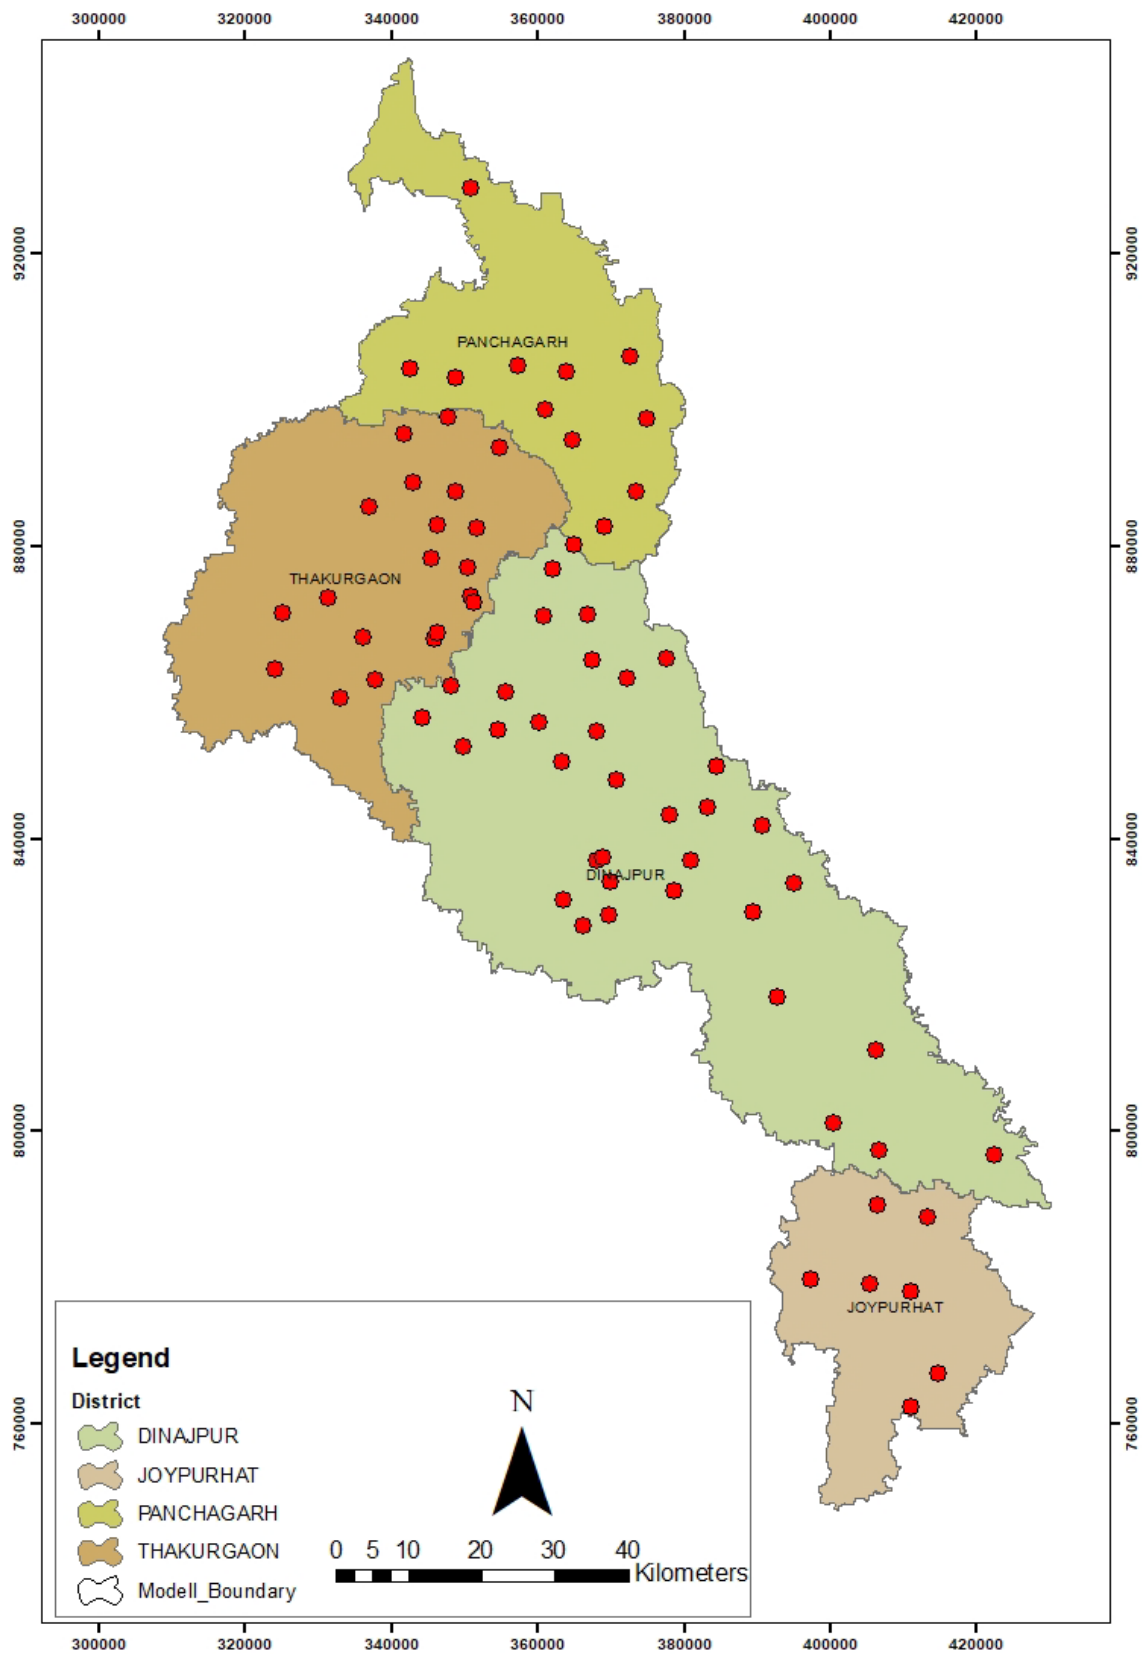 300000 320000 340000 360000 380000 400000 420000
920000 920000
PANCHAGARH
880000 880000
THAKURGAON
840000 840000
DINAJPUR
800000 800000
JOYPURHAT
Legend
District
N
760000 760000
DINAJPUR
JOYPURHAT
PANCHAGARH
THAKURGAON
0 5 10 20 30 40
Kilometers
Modell_Boundary
300000 320000 340000 360000 380000 400000 420000